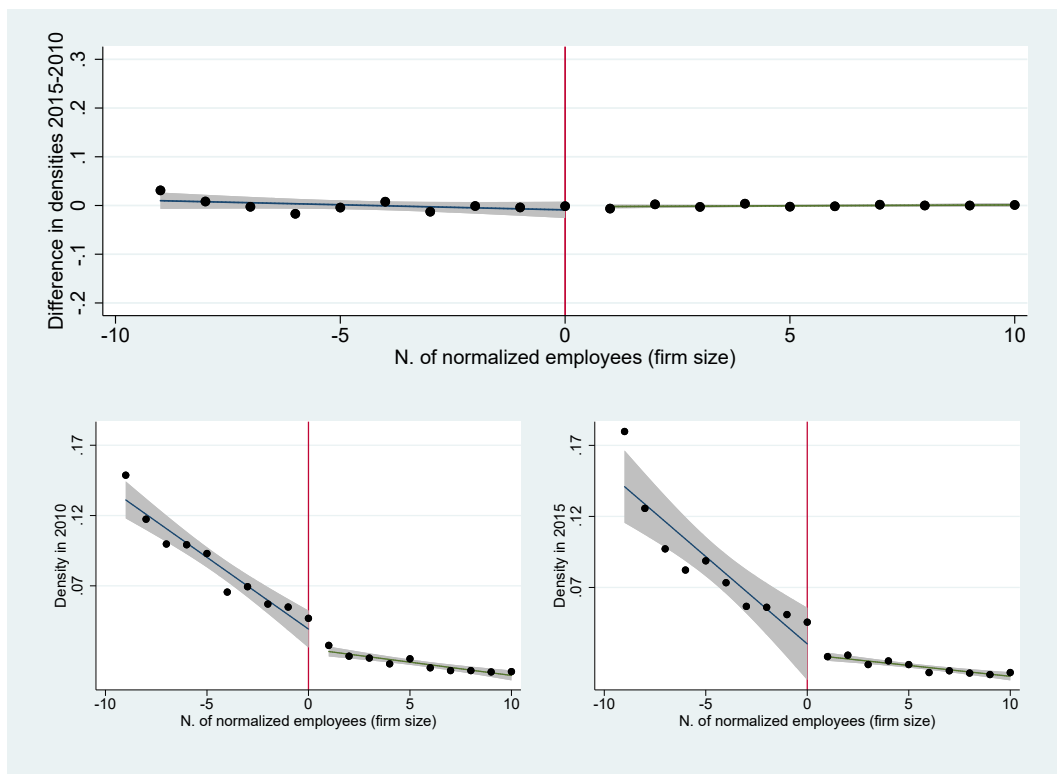 Difference in densities 2015-2010
.3
.2
.1
0
-.1
-.2
-10 -5 0 5 10
N. of normalized employees (firm size)
Density in 2010
.17
.12
.07
-10 -5 0 5 10
N. of normalized employees (firm size)
Density in 2015
.17
.12
.07
-10 -5 0 5 10
N. of normalized employees (firm size)